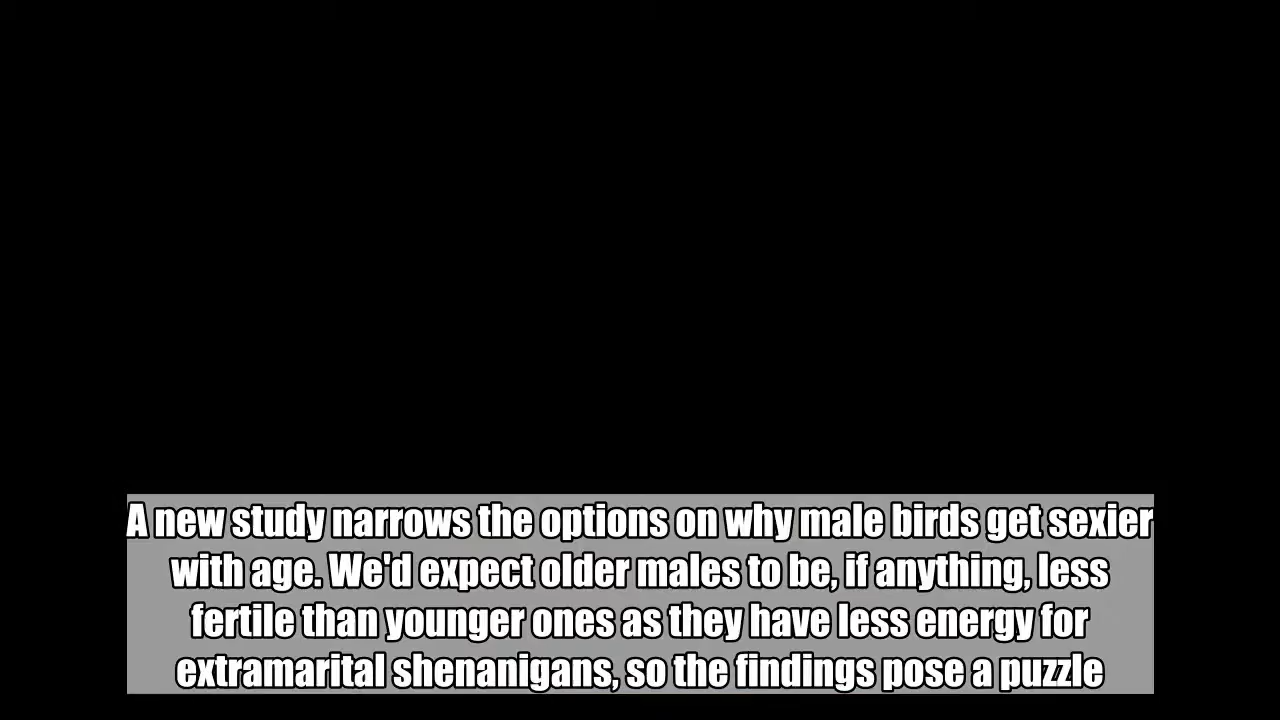 A new study narrows the options on why male birds get sexier
with age. We'd expect older males to be, if anything, less
fertile than younger ones as they have less energy for
extramarital shenanigans, so the findings pose a puzzle